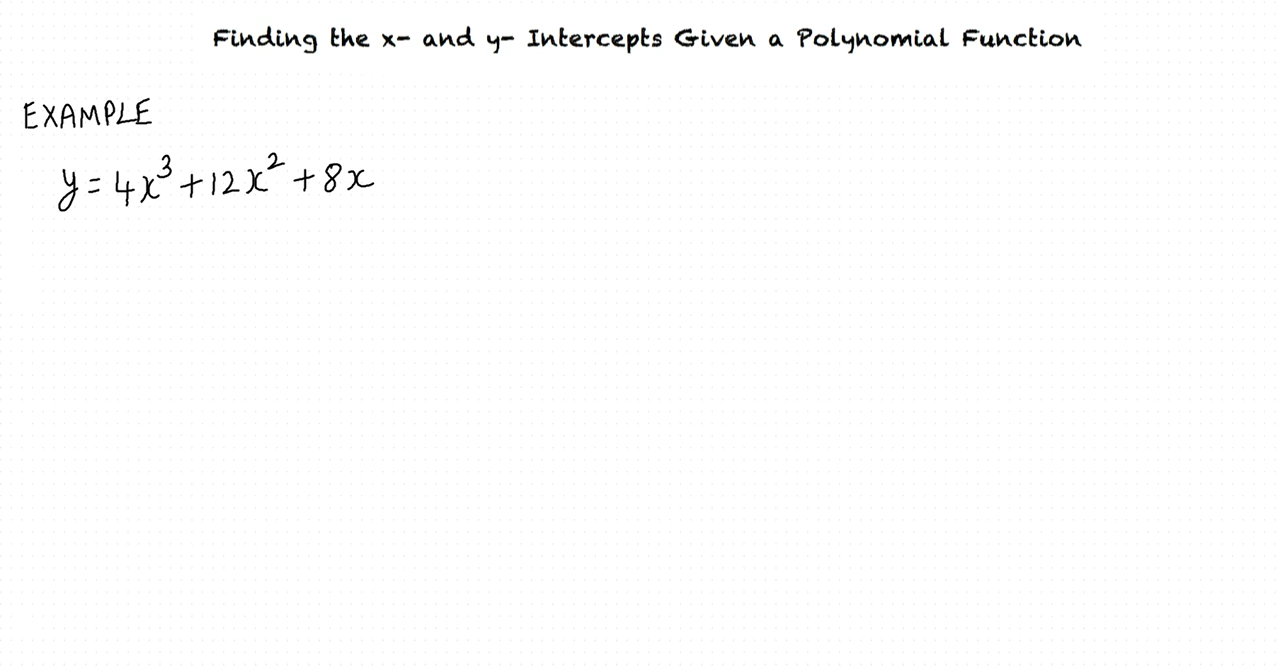 Finding the x- and y- Intercepts Given a Polynomial Function
EXAMPLE
y = 4x³ + 12x² + 8x